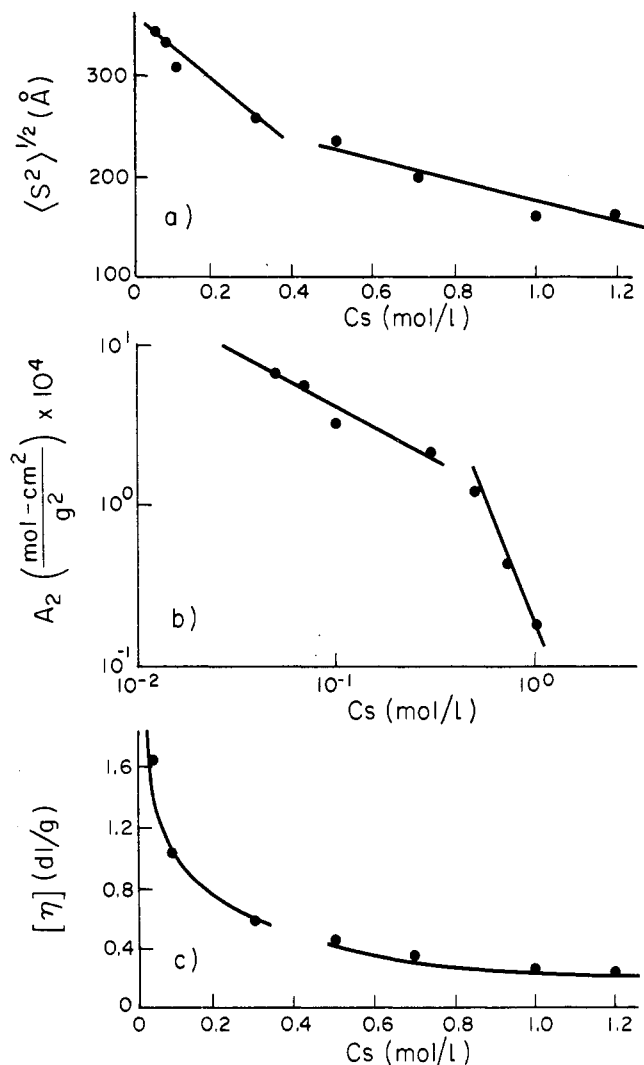 ⟨S²⟩^1/2 (Å)
300
200
100
a)
0 0.2 0.4 0.6 0.8 1.0 1.2
Cs (mol/l)
A₂ (mol-cm²/g²) × 10⁴
10¹
10⁰
10⁻¹
b)
10⁻² 10⁻¹ 10⁰
Cs (mol/l)
[η] (dl/g)
1.6
1.2
0.8
0.4
0
c)
0 0.2 0.4 0.6 0.8 1.0 1.2
Cs (mol/l)